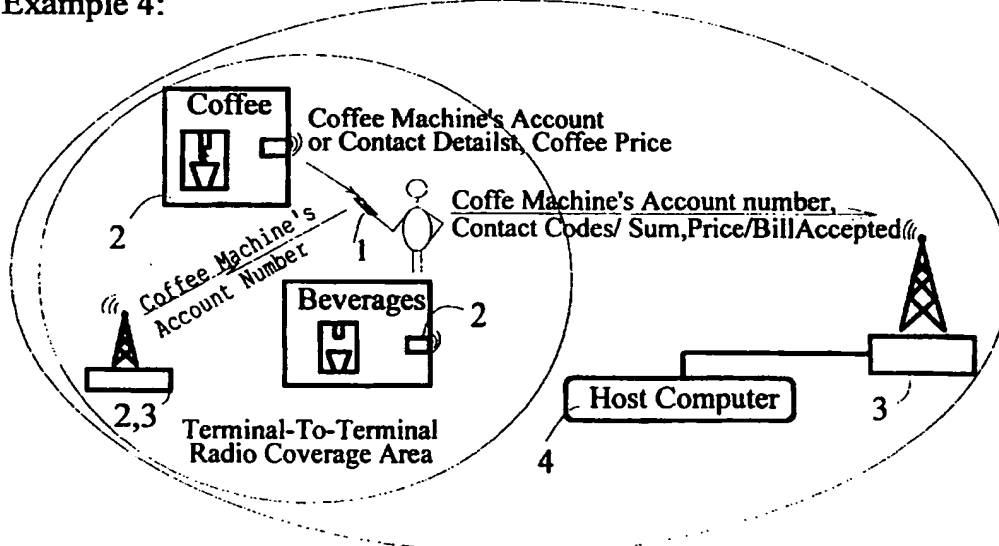 Example 4:
Coffee
Coffee Machine's Account
or Contact Detailst, Coffee Price
2
1
Coffe Machine's Account number,
Contact Codes/ Sum,Price/BillAccepted
Coffee Machine's
Account Number
Beverages
2
2,3
Terminal-To-Terminal
Radio Coverage Area
Host Computer
4
3